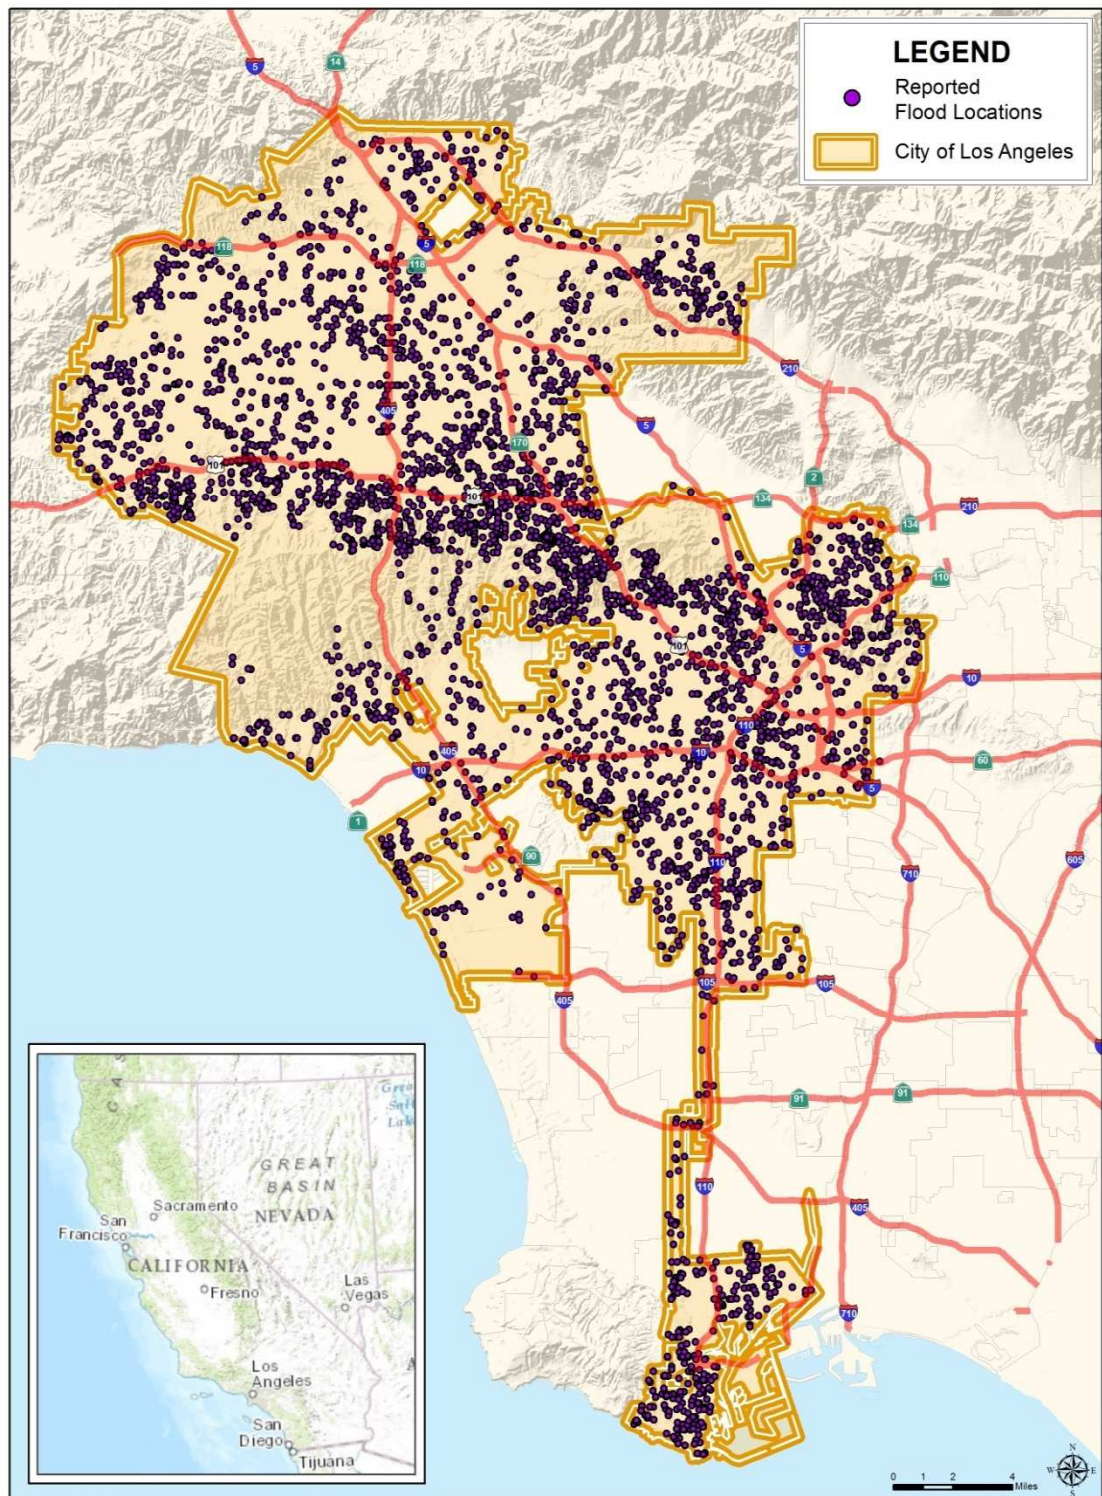 LEGEND
Reported
Flood Locations
City of Los Angeles
14
5
118
5
118
210
405
170
5
101
101
2
134
210
134
110
101
5
10
110
405
10
10
60
5
1
90
110
710
605
105
105
405
91
91
110
405
710
GREAT
BASIN
NEVADA
Sacramento
San
Francisco
CALIFORNIA
Fresno
Las
Vegas
Los
Angeles
San
Diego
Tijuana
N
W E
S
0 1 2 4
Miles